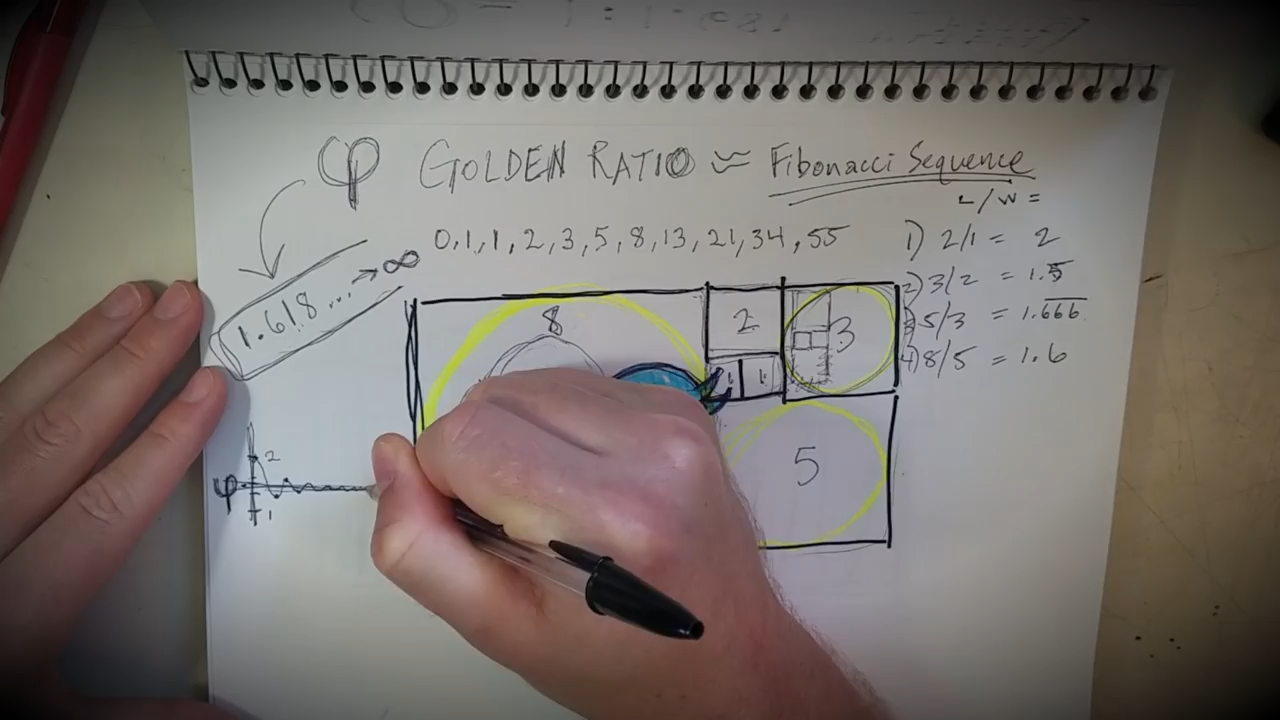 φ GOLDEN RATIO ≈ Fibonacci Sequence
L/W =
0,1,1,2,3,5,8,13,21,34,55
1.618... → ∞
1) 2/1 = 2
2) 3/2 = 1.5
3) 5/3 = 1.666
4) 8/5 = 1.6
8
2
3
1 1
5
φ
2
1